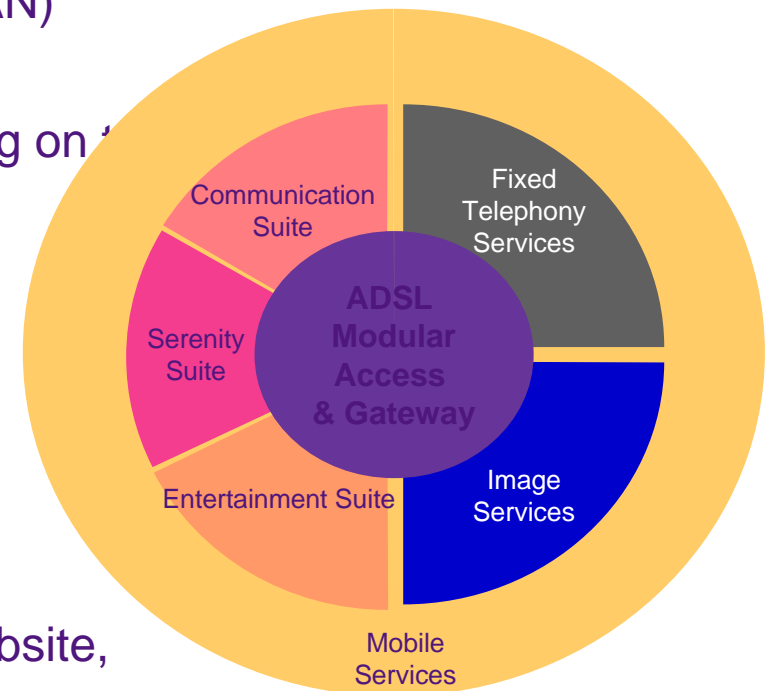 AN)
g on
Communication
Suite
Fixed
Telephony
Services
ADSL
Modular
Access
& Gateway
Serenity
Suite
Entertainment Suite
Image
Services
Mobile
Services
bsite,